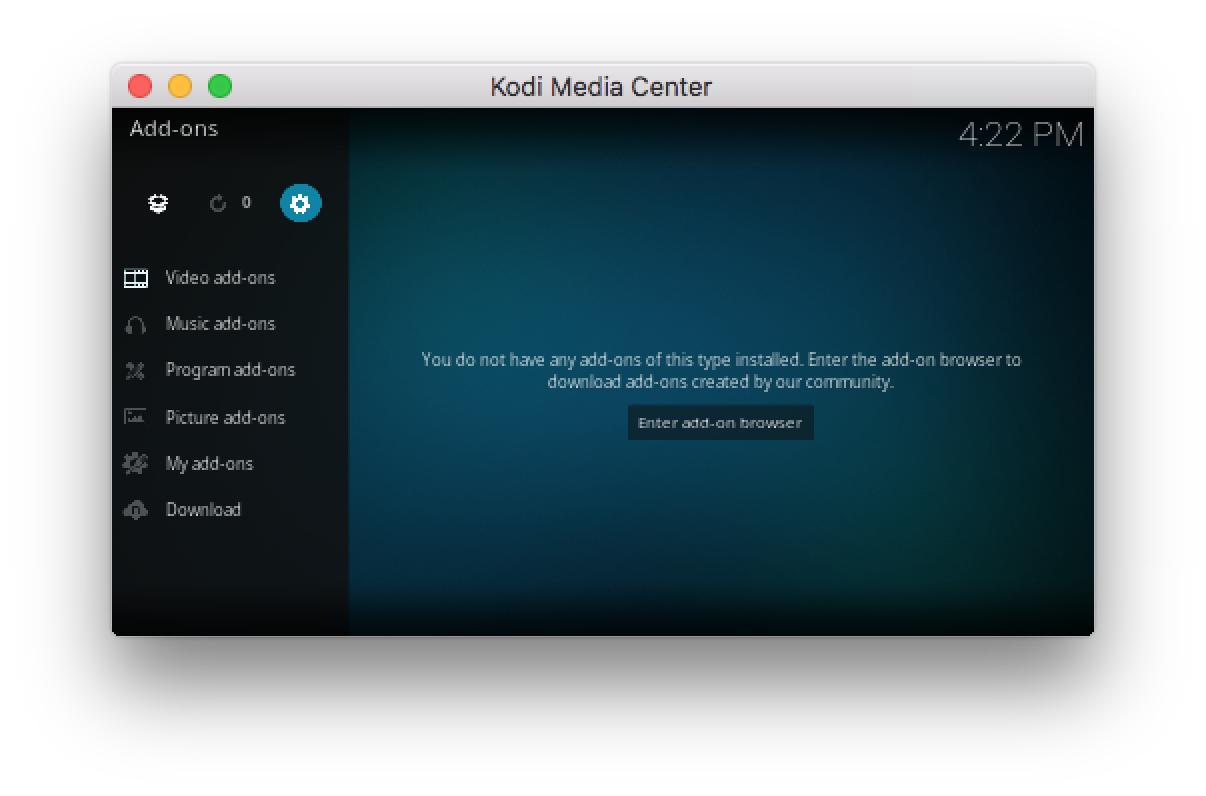 Kodi Media Center
Add-ons
4:22 PM
0
Video add-ons
Music add-ons
Program add-ons
Picture add-ons
My add-ons
Download
You do not have any add-ons of this type installed. Enter the add-on browser to
download add-ons created by our community.
Enter add-on browser